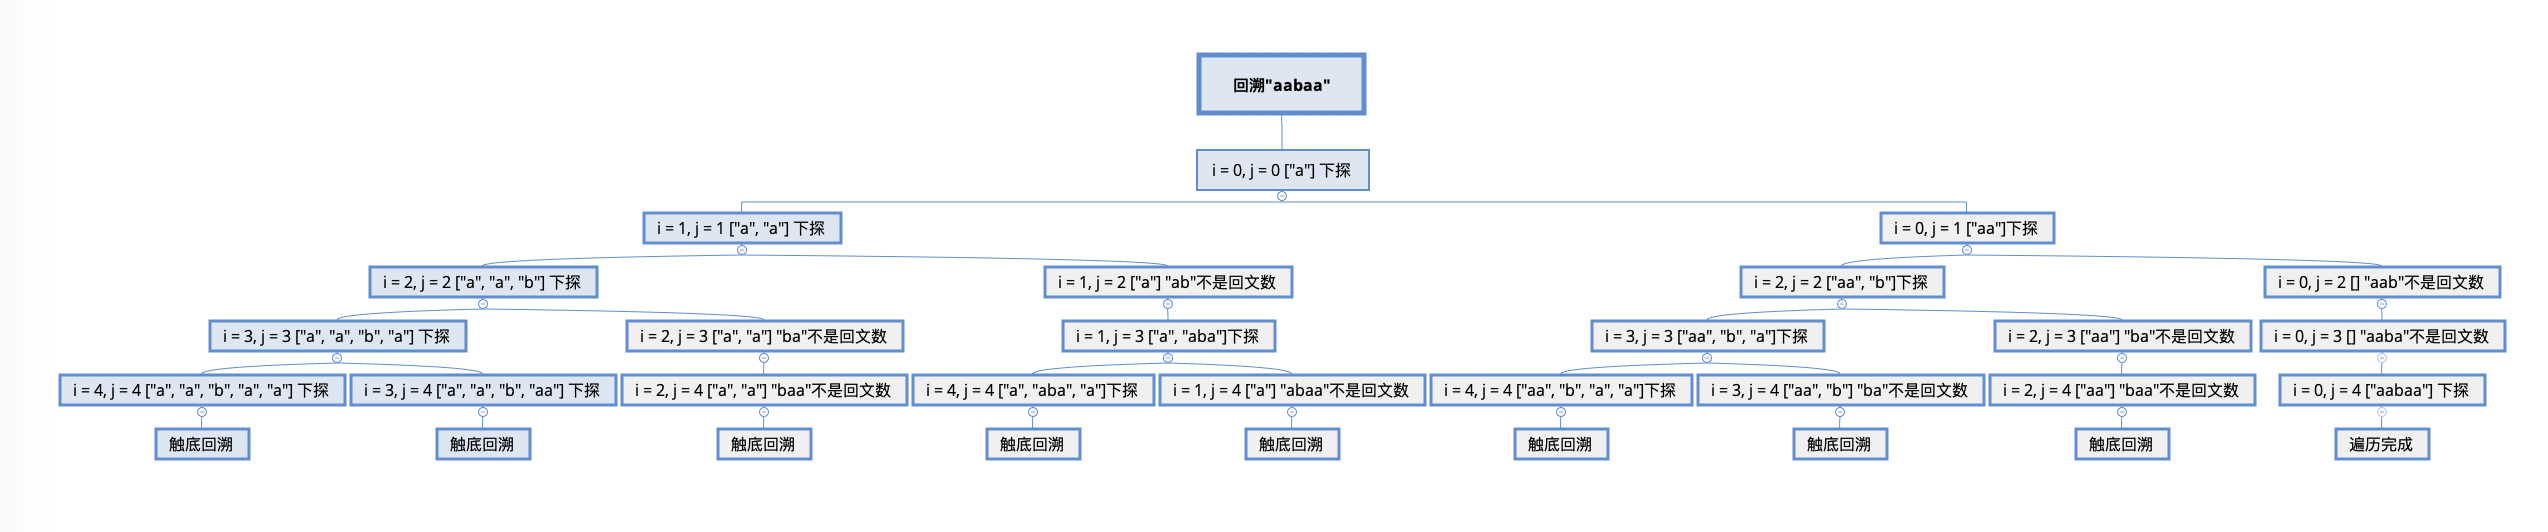 回溯"aabaa"
i = 0, j = 0 ["a"] 下探
i = 1, j = 1 ["a", "a"] 下探
i = 0, j = 1 ["aa"]下探
i = 2, j = 2 ["a", "a", "b"] 下探
i = 1, j = 2 ["a"] "ab"不是回文数
i = 2, j = 2 ["aa", "b"]下探
i = 0, j = 2 [] "aab"不是回文数
i = 3, j = 3 ["a", "a", "b", "a"] 下探
i = 2, j = 3 ["a", "a"] "ba"不是回文数
i = 1, j = 3 ["a", "aba"]下探
i = 3, j = 3 ["aa", "b", "a"]下探
i = 2, j = 3 ["aa"] "ba"不是回文数
i = 0, j = 3 [] "aaba"不是回文数
i = 4, j = 4 ["a", "a", "b", "a", "a"] 下探
i = 3, j = 4 ["a", "a", "b", "aa"] 下探
i = 2, j = 4 ["a", "a"] "baa"不是回文数
i = 4, j = 4 ["a", "aba", "a"]下探
i = 1, j = 4 ["a"] "abaa"不是回文数
i = 4, j = 4 ["aa", "b", "a", "a"]下探
i = 3, j = 4 ["aa", "b"] "ba"不是回文数
i = 2, j = 4 ["aa"] "baa"不是回文数
i = 0, j = 4 ["aabaa"] 下探
触底回溯
触底回溯
触底回溯
触底回溯
触底回溯
触底回溯
触底回溯
触底回溯
遍历完成